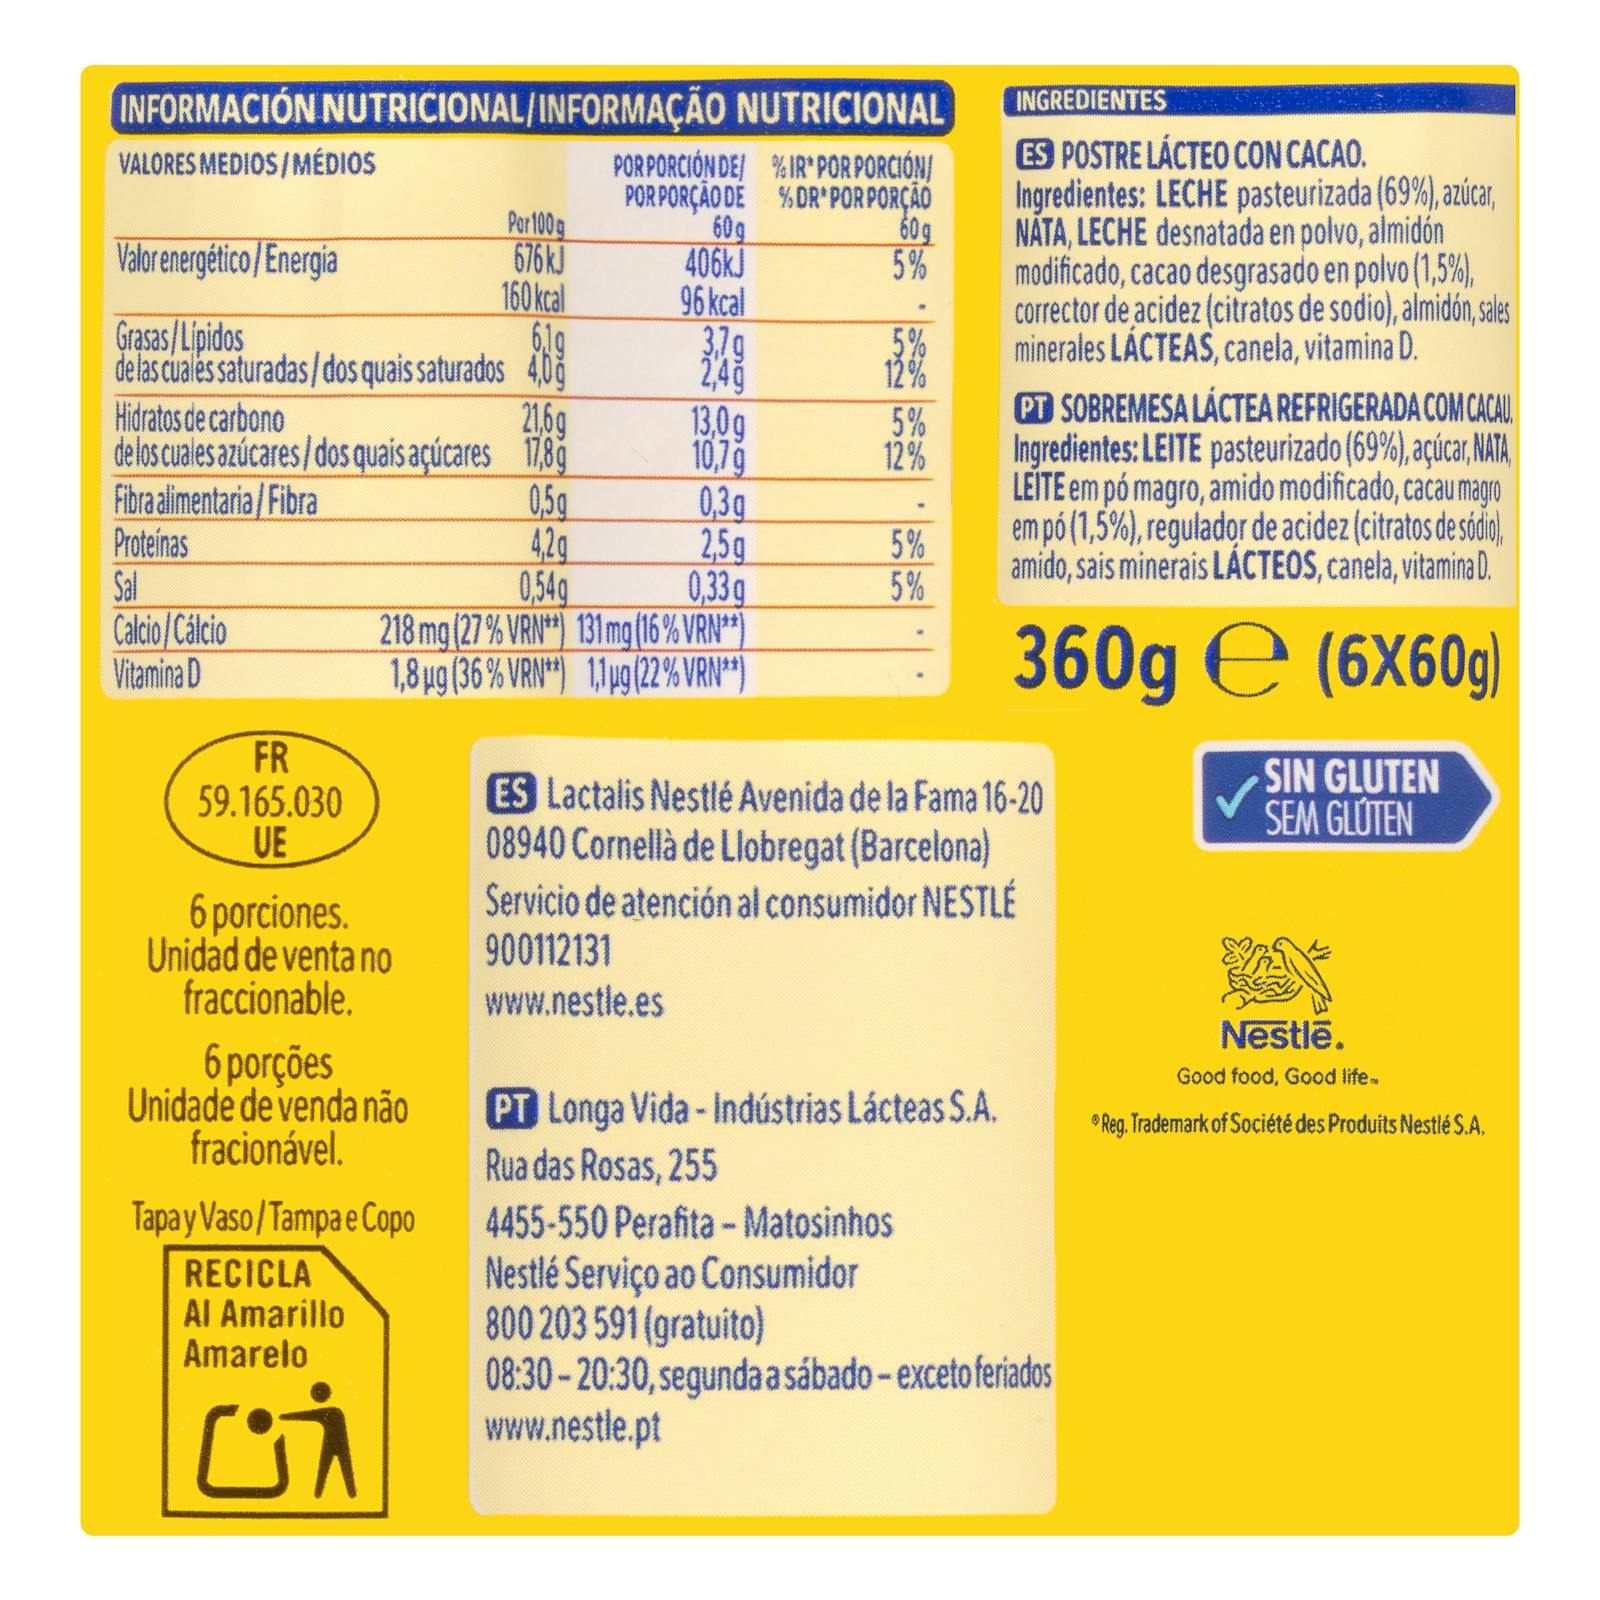 INFORMACIÓN NUTRICIONAL/INFORMAÇÃO NUTRICIONAL
VALORES MEDIOS / MÉDIOS Por 100 g POR PORCIÓN DE/ POR PORÇÃO DE 60 g % IR* POR PORCIÓN/ % DR* POR PORÇÃO 60 g
Valor energético / Energia 676 kJ 406kJ 5%
160 kcal 96 kcal -
Grasas / Lípidos 6,1g 3,7g 5%
de las cuales saturadas / dos quais saturados 4,0g 2,4g 12%
Hidratos de carbono 21,6g 13,0g 5%
de los cuales azúcares / dos quais açúcares 17,8g 10,7g 12%
Fibra alimentaria / Fibra 0,5g 0,3g -
Proteínas 4,2g 2,5g 5%
Sal 0,54g 0,33g 5%
Calcio / Cálcio 218 mg (27% VRN**) 131 mg (16% VRN**) -
Vitamina D 1,8 µg (36% VRN**) 1,1 µg (22% VRN**) -
INGREDIENTES
ES POSTRE LÁCTEO CON CACAO.
Ingredientes: LECHE pasteurizada (69%), azúcar,
NATA, LECHE desnatada en polvo, almidón
modificado, cacao desgrasado en polvo (1,5%),
corrector de acidez (citratos de sodio), almidón, sales
minerales LÁCTEAS, canela, vitamina D.
PT SOBREMESA LÁCTEA REFRIGERADA COM CACAU.
Ingredientes: LEITE pasteurizado (69%), açúcar, NATA,
LEITE em pó magro, amido modificado, cacau magro
em pó (1,5%), regulador de acidez (citratos de sódio),
amido, sais minerais LÁCTEOS, canela, vitamina D.
360g ℮ (6X60g)
FR
59.165.030
UE
6 porciones.
Unidad de venta no
fraccionable.
6 porções
Unidade de venda não
fracionável.
Tapa y Vaso / Tampa e Copo
RECICLA
Al Amarillo
Amarelo
ES Lactalis Nestlé Avenida de la Fama 16-20
08940 Cornellà de Llobregat (Barcelona)
Servicio de atención al consumidor NESTLÉ
900112131
www.nestle.es
PT Longa Vida - Indústrias Lácteas S.A.
Rua das Rosas, 255
4455-550 Perafita – Matosinhos
Nestlé Serviço ao Consumidor
800 203 591 (gratuito)
08:30 – 20:30, segunda a sábado – exceto feriados
www.nestle.pt
SIN GLUTEN
SEM GLÚTEN
Nestlé.
Good food, Good life™
® Reg. Trademark of Société des Produits Nestlé S.A.